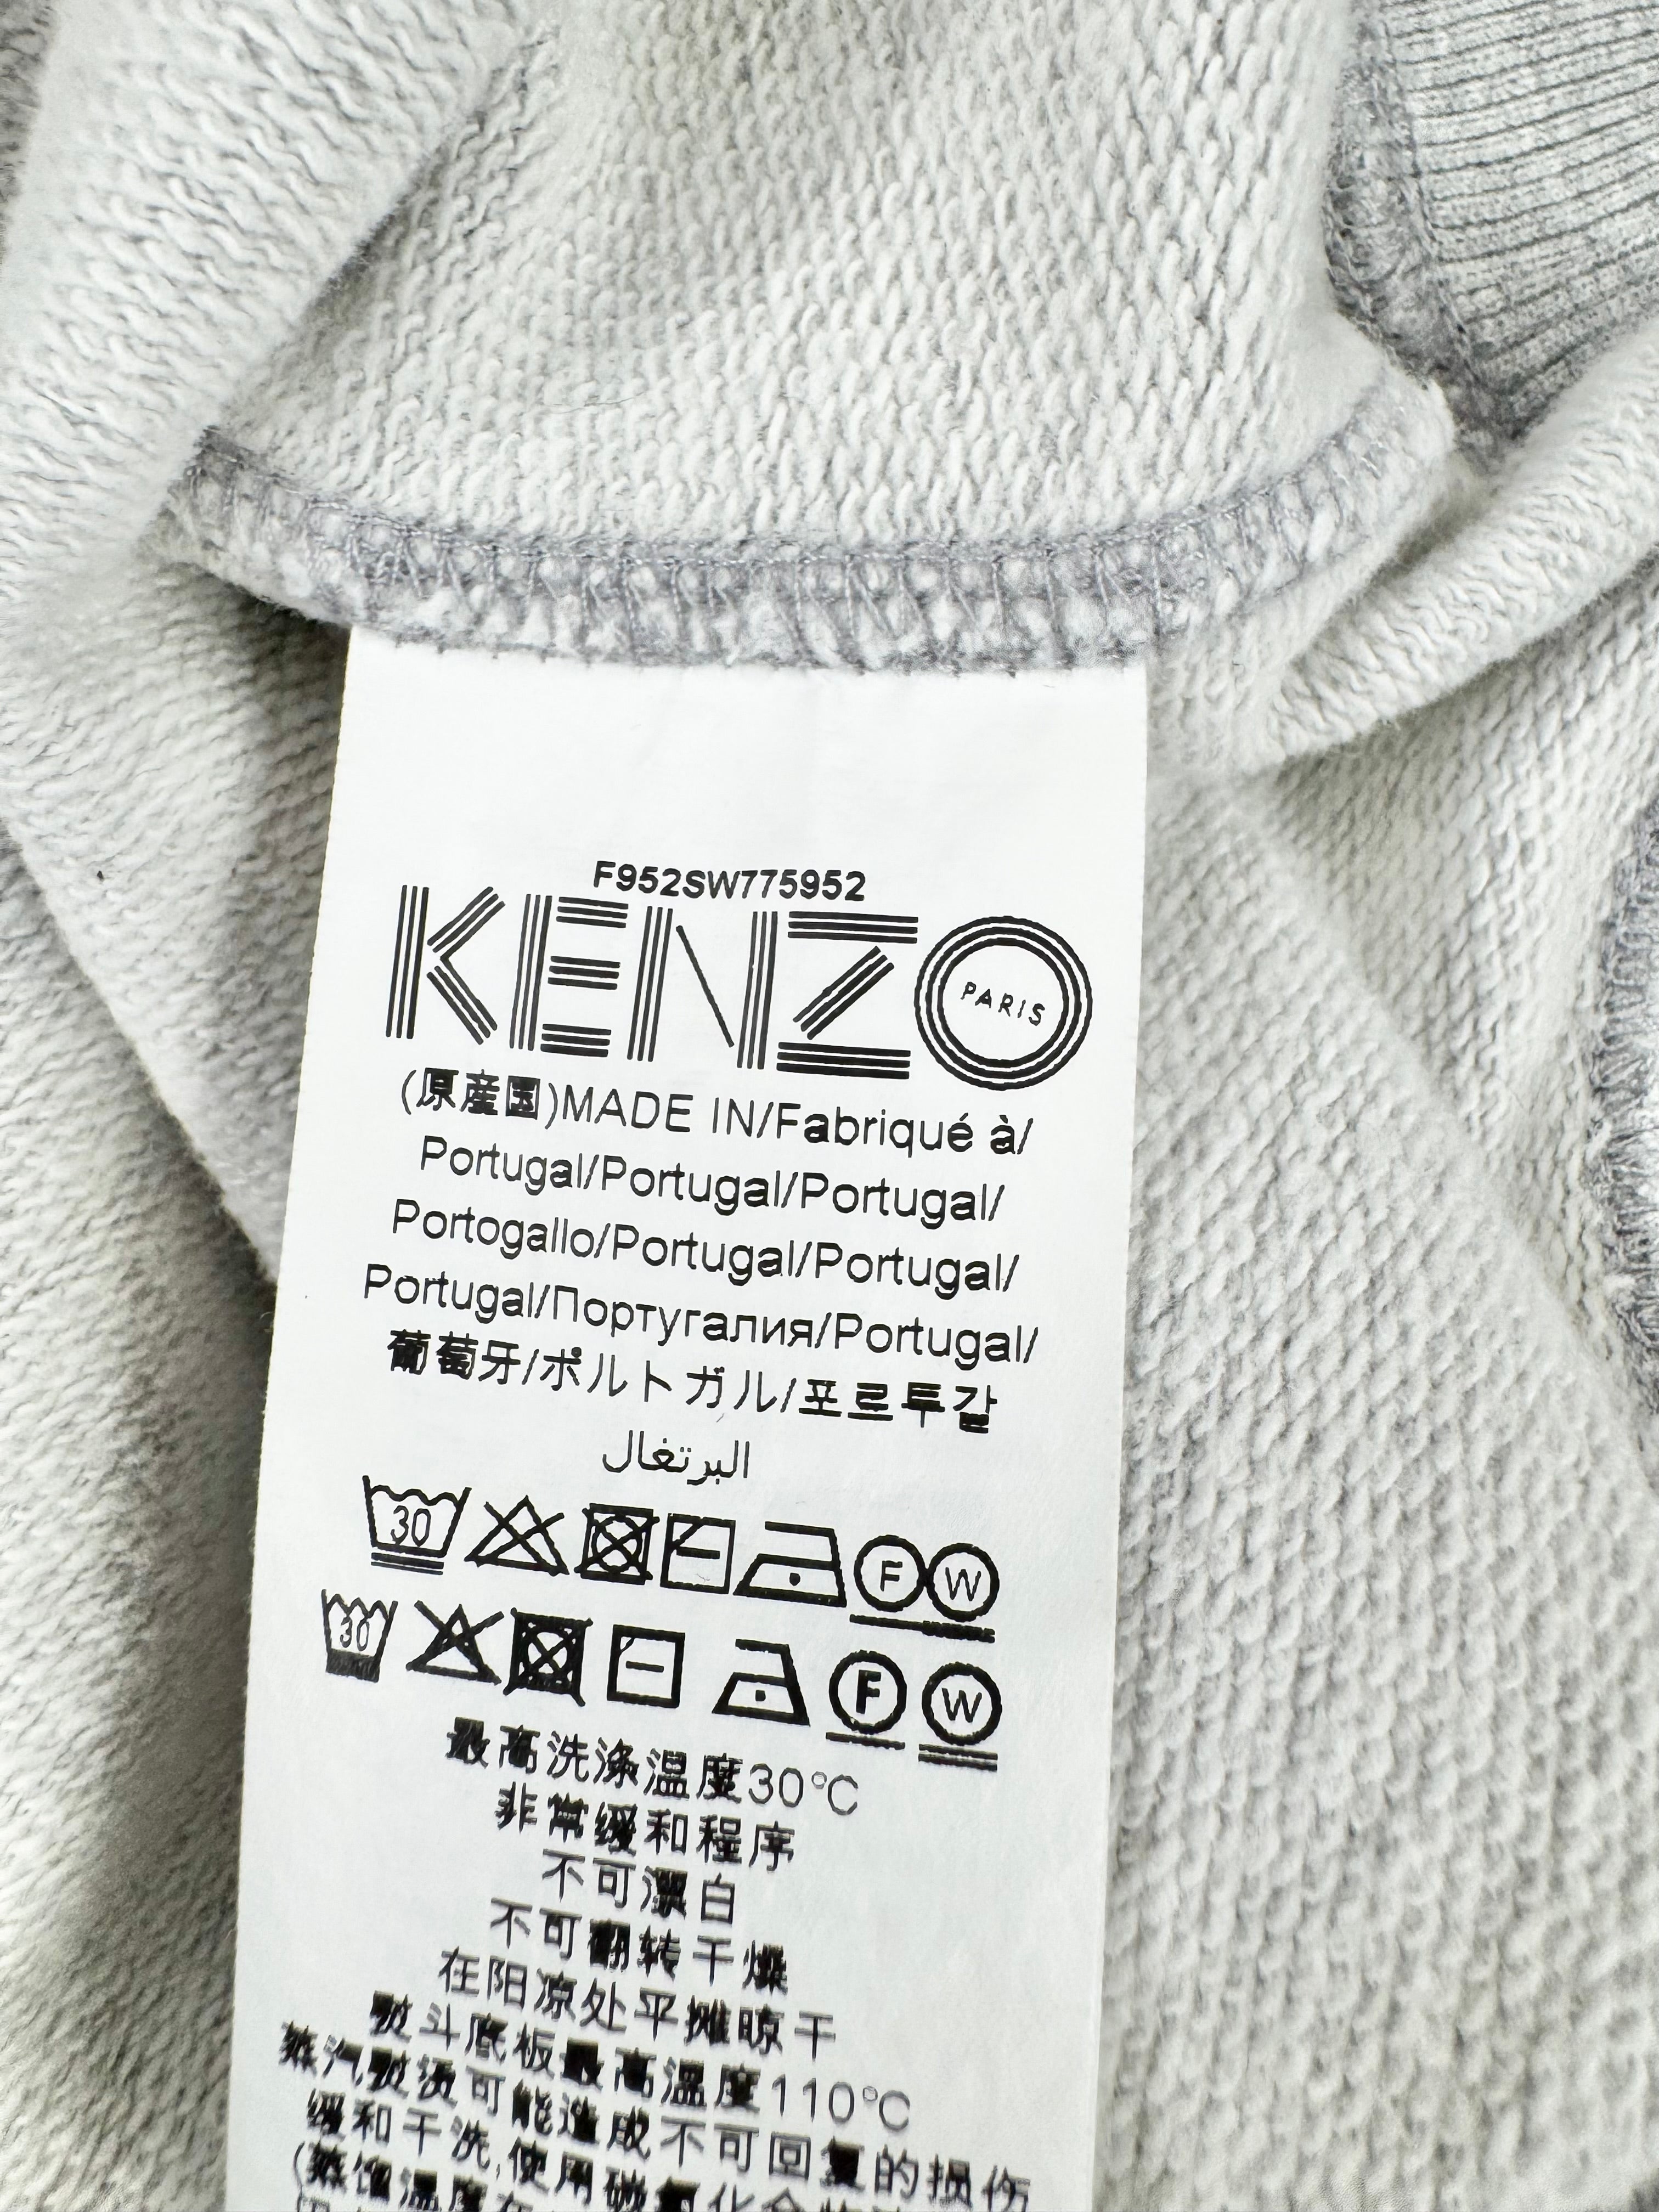 F952SW775952
KENZO PARIS
(原産国)MADE IN/Fabriqué à/
Portugal/Portugal/Portugal/
Portogallo/Portugal/Portugal/
Portugal/Португалия/Portugal/
葡萄牙/ポルトガル/포르투갈
البرتغال
30 F W
30 F W
最高洗涤温度30°C
非常缓和程序
不可漂白
不可翻转干燥
在阴凉处平摊晾干
熨斗底板最高温度110°C
蒸汽熨烫可能造成不可回复的损伤
缓和干洗,使用碳氢化合物